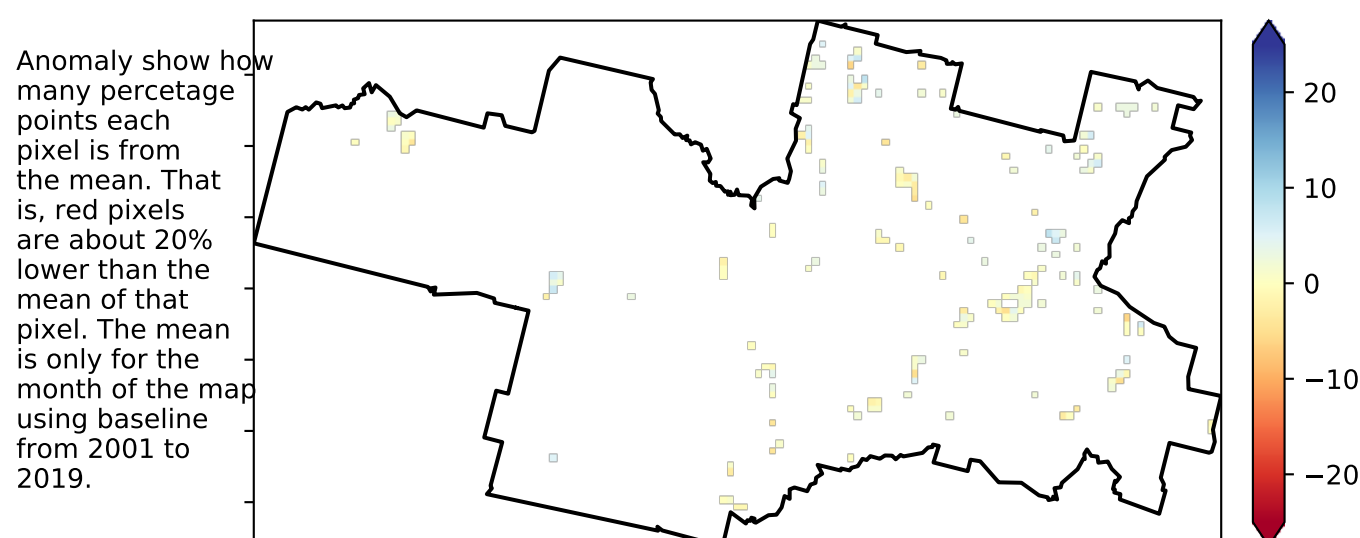 Anomaly show how
many percetage
points each
pixel is from
the mean. That
is, red pixels
are about 20%
lower than the
mean of that
pixel. The mean
is only for the
month of the map
using baseline
from 2001 to
2019.
20
10
0
−10
−20